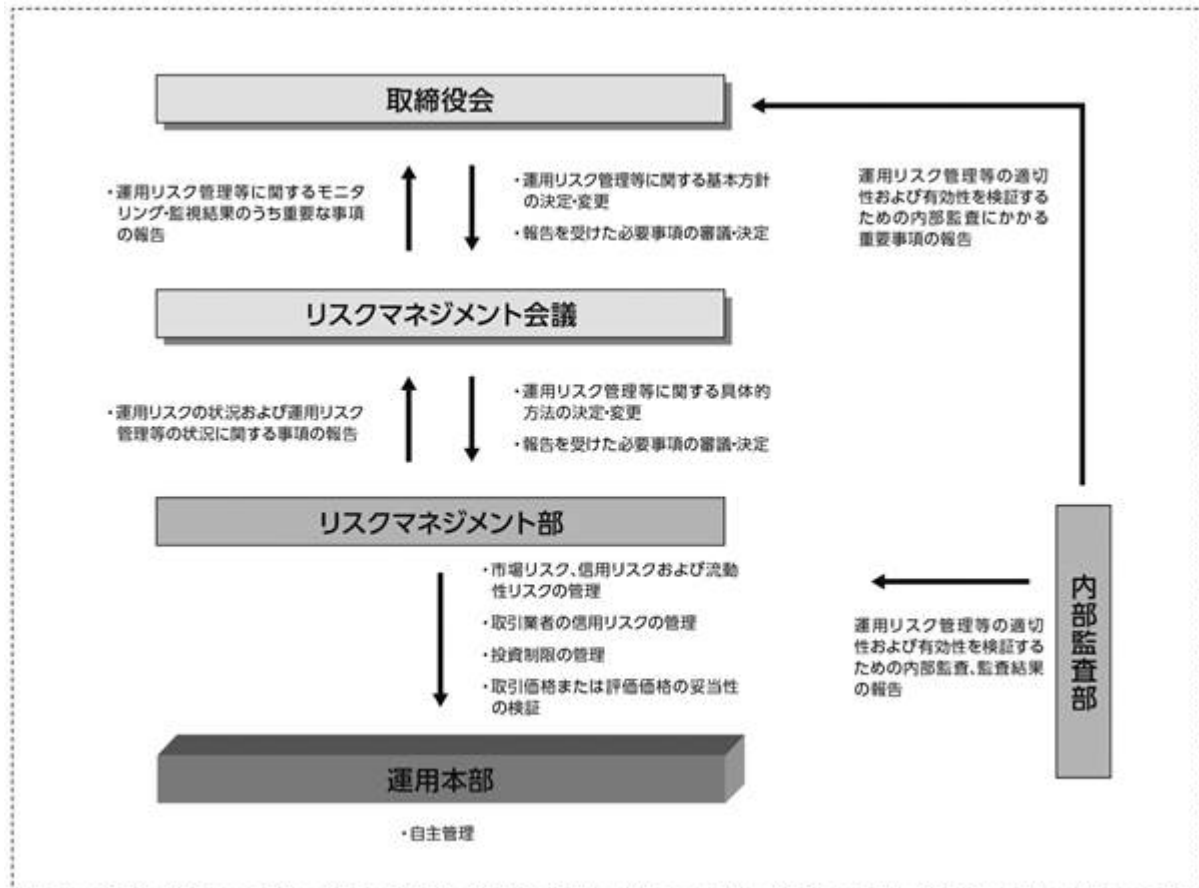 取締役会
・運用リスク管理等に関するモニタ
リング・監視結果のうち重要な事項
の報告
・運用リスク管理等に関する基本方針
の決定・変更
・報告を受けた必要事項の審議・決定
運用リスク管理等の適切
性および有効性を検証する
ための内部監査にかかる
重要事項の報告
リスクマネジメント会議
・運用リスクの状況および運用リスク
管理等の状況に関する事項の報告
・運用リスク管理等に関する具体的
方法の決定・変更
・報告を受けた必要事項の審議・決定
リスクマネジメント部
・市場リスク、信用リスクおよび流動
性リスクの管理
・取引業者の信用リスクの管理
・投資制限の管理
・取引価格または評価価格の妥当性
の検証
運用リスク管理等の適切
性および有効性を検証する
ための内部監査、監査結果
の報告
内部監査部
運用本部
・自主管理